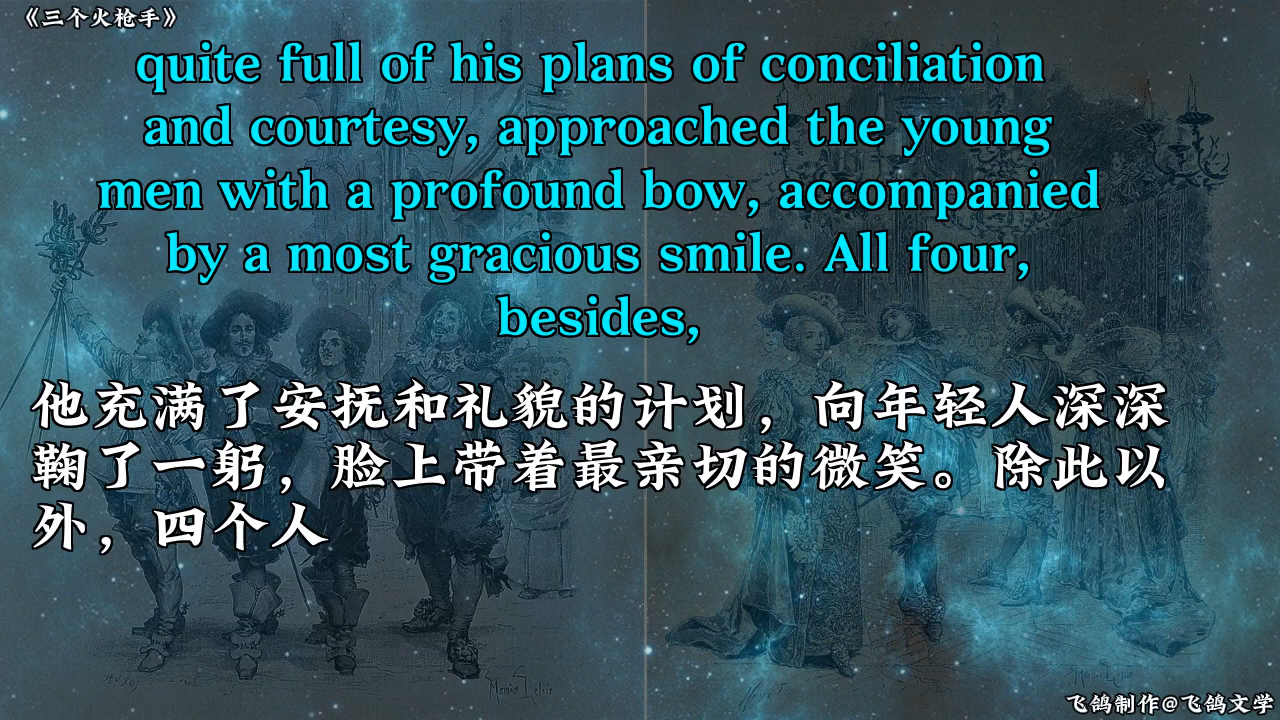 《三个火枪手》
quite full of his plans of conciliation
and courtesy, approached the young
men with a profound bow, accompanied
by a most gracious smile. All four,
besides,
他充满了安抚和礼貌的计划，向年轻人深深
鞠了一躬，脸上带着最亲切的微笑。除此以
外，四个人
飞鸽制作@飞鸽文学